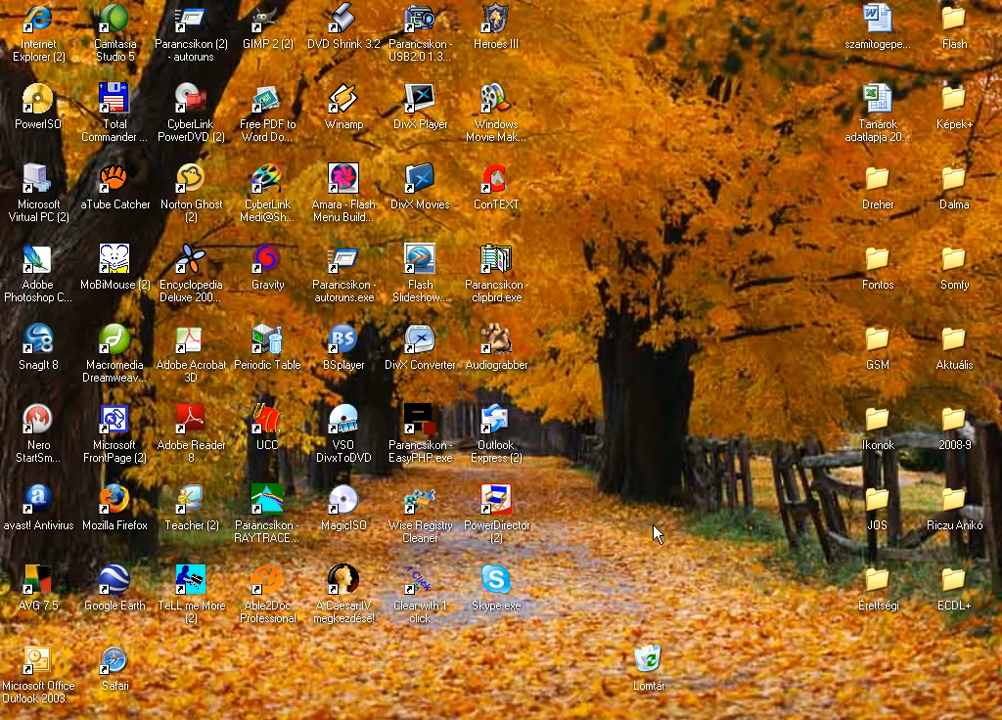 Internet
Explorer (2)
Camtasia
Studio 5
Parancsikon (2)
- autoruns
GIMP 2 (2)
DVD Shrink 3.2
Parancsikon -
USB2.0 1.3...
Heroes III
szamitogepe...
Flash
PowerISO
Total
Commander ...
CyberLink
PowerDVD (2)
Free PDF to
Word Do...
Winamp
DivX Player
Windows
Movie Mak...
Tanárok
adatlapja 20...
Képek+
Microsoft
Virtual PC (2)
aTube Catcher
Norton Ghost
(2)
CyberLink
Medi@Sh...
Amara - Flash
Menu Build...
DivX Movies
ConTEXT
Dreher
Dalma
Adobe
Photoshop C...
MoBiMouse (2)
Encyclopedia
Deluxe 200...
Gravity
Parancsikon -
autoruns.exe
Flash
Slideshow...
Parancsikon -
clipbrd.exe
Fontos
Somfy
SnagIt 8
Macromedia
Dreamweav...
Adobe Acrobat
3D
Periodic Table
BSplayer
DivX Converter
Audiograbber
GSM
Aktuális
Nero
StartSm...
Microsoft
FrontPage (2)
Adobe Reader
8
UCC
VSO
DivxToDVD
Parancsikon -
EasyPHP.exe
Outlook
Express (2)
Ikonok
2008-9
avast! Antivirus
Mozilla Firefox
Teacher (2)
Parancsikon -
RAYTRACE...
MagicISO
Wise Registry
Cleaner
PowerDirector
(2)
JOS
Riczu Anikó
AVG 7.5
Google Earth
TeLL me More
(2)
Able2Doc
Professional
A Caesar IV
megkezdése!
Clear with 1
click
Skype.exe
Érettségi
ECDL+
Microsoft Office
Outlook 2003...
Safari
Lomtár